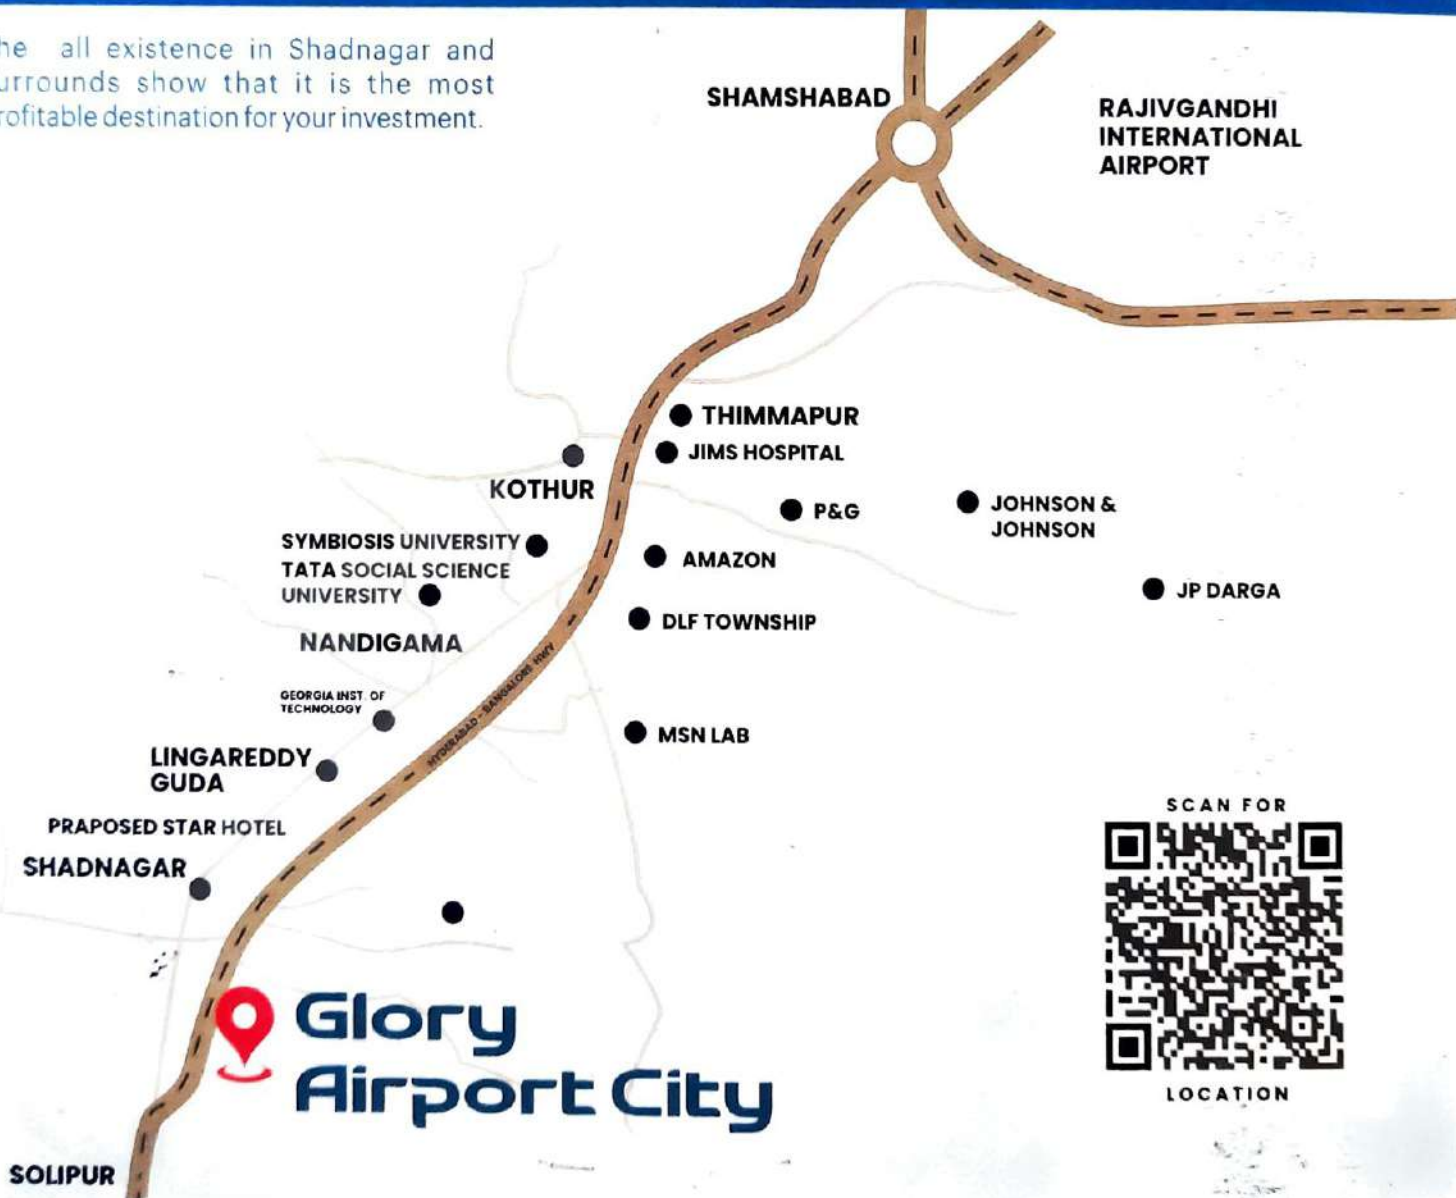 he all existence in Shadnagar and
urrounds show that it is the most
rofitable destination for your investment.
SHAMSHABAD
RAJIVGANDHI
INTERNATIONAL
AIRPORT
THIMMAPUR
JIMS HOSPITAL
KOTHUR
P&G
JOHNSON &
JOHNSON
SYMBIOSIS UNIVERSITY
TATA SOCIAL SCIENCE
UNIVERSITY
AMAZON
JP DARGA
DLF TOWNSHIP
NANDIGAMA
HYDERABAD - BANGALORE HWY
GEORGIA INST. OF
TECHNOLOGY
MSN LAB
LINGAREDDY
GUDA
PRAPOSED STAR HOTEL
SHADNAGAR
SCAN FOR
LOCATION
Glory
Airport City
SOLIPUR